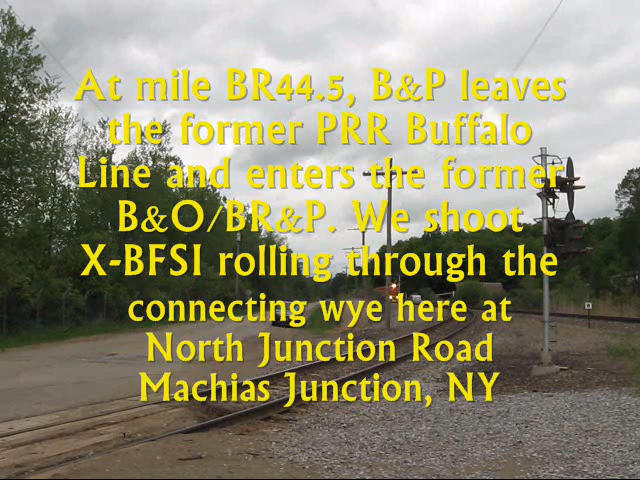 At mile BR44.5, B&P leaves
the former PRR Buffalo
Line and enters the former
B&O/BR&P. We shoot
X-BFSI rolling through the
connecting wye here at
North Junction Road
Machias Junction, NY